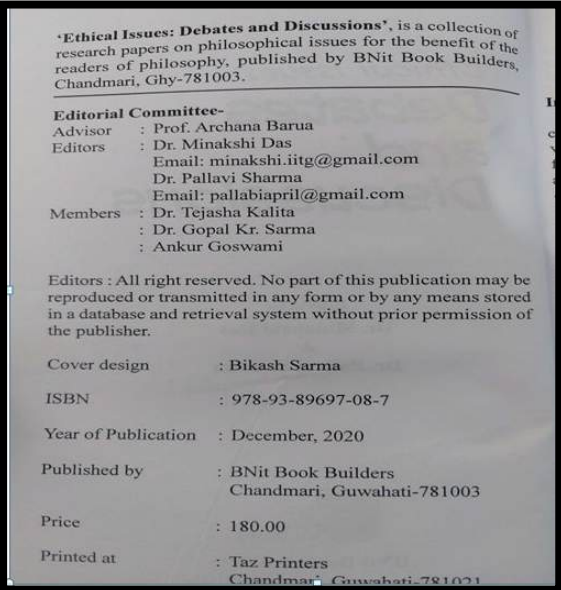 ‘Ethical Issues: Debates and Discussions’, is a collection of
research papers on philosophical issues for the benefit of the
readers of philosophy, published by BNit Book Builders,
Chandmari, Ghy-781003.
Editorial Committee-
Advisor : Prof. Archana Barua
Editors : Dr. Minakshi Das
Email: minakshi.iitg@gmail.com
Dr. Pallavi Sharma
Email: pallabiapril@gmail.com
Members : Dr. Tejasha Kalita
: Dr. Gopal Kr. Sarma
: Ankur Goswami
Editors : All right reserved. No part of this publication may be
reproduced or transmitted in any form or by any means stored
in a database and retrieval system without prior permission of
the publisher.
Cover design : Bikash Sarma
ISBN : 978-93-89697-08-7
Year of Publication : December, 2020
Published by : BNit Book Builders
Chandmari, Guwahati-781003
Price : 180.00
Printed at : Taz Printers
Chandmari, Guwahati-781021